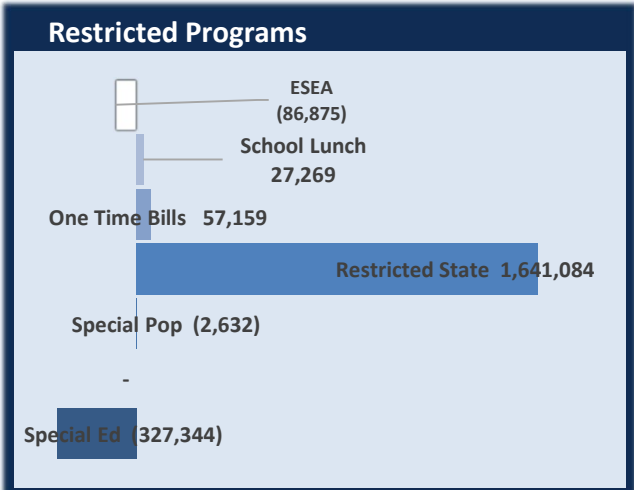 Restricted Programs
ESEA
(86,875)
School Lunch
27,269
One Time Bills 57,159
Restricted State 1,641,084
Special Pop (2,632)
-
Special Ed (327,344)